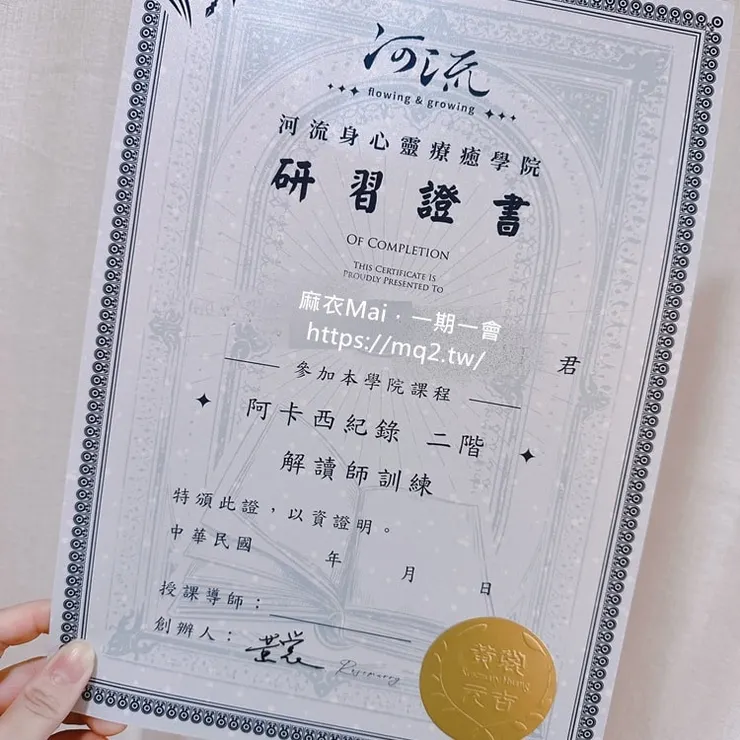 河流
flowing & growing
河流身心靈療癒學院
研習證書
OF COMPLETION
THIS CERTIFICATE IS
PROUDLY PRESENTED TO
麻衣Mai．一期一會
https://mq2.tw/
君
參加本學院課程
阿卡西紀錄 二階
解讀師訓練
特頒此證，以資證明。
中華民國 年 月 日
授課導師：
創辦人：
Rosemary